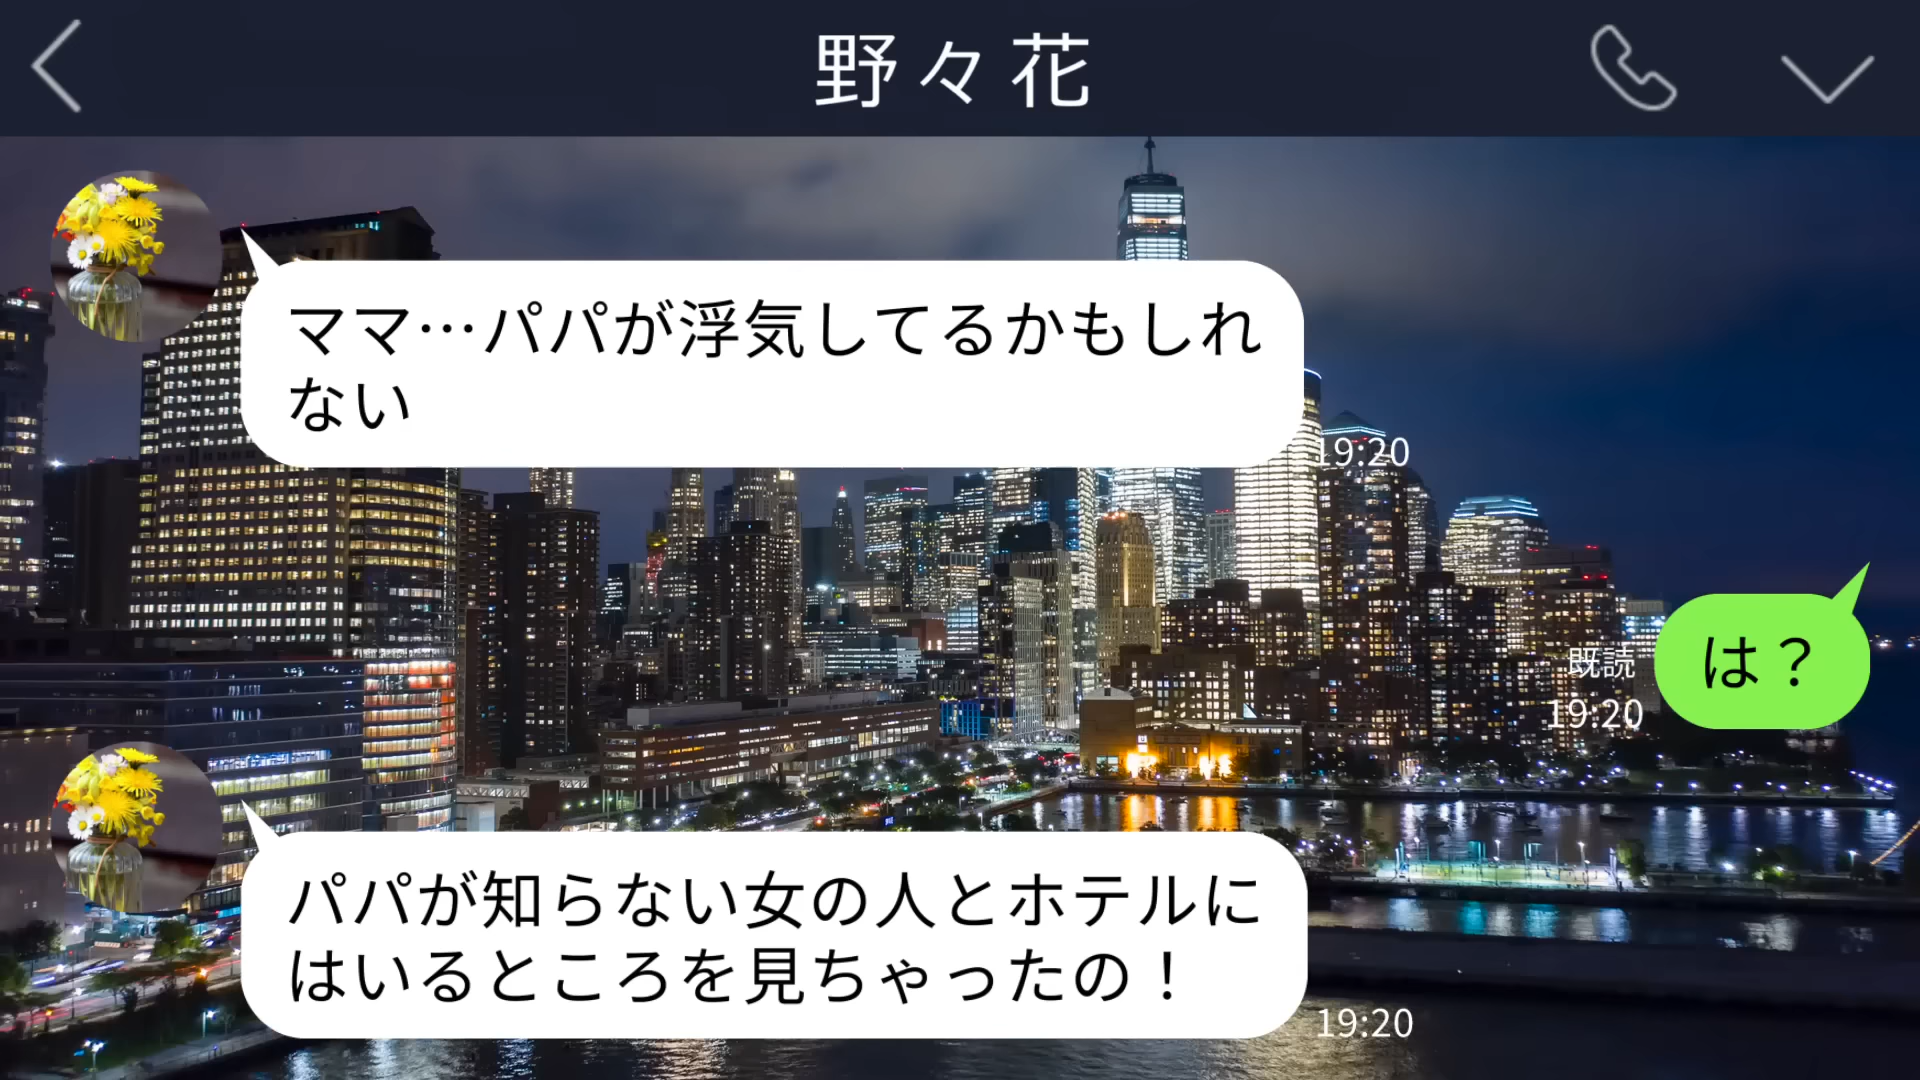 野々花
ママ…パパが浮気してるかもしれ
ない
19:20
は？
既読
19:20
パパが知らない女の人とホテルに
はいるところを見ちゃったの！
19:20